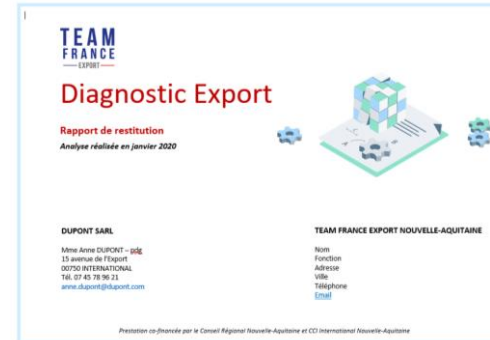 TEAM
FRANCE
EXPORT
Diagnostic Export
Rapport de restitution
Analyse réalisée en janvier 2020
DUPONT SARL
Mme Anne DUPONT – pdg
15 avenue de l'Export
00750 INTERNATIONAL
Tél. 07 45 78 96 21
anne.dupont@dupont.com
TEAM FRANCE EXPORT NOUVELLE-AQUITAINE
Nom
Fonction
Adresse
Ville
Téléphone
Email
Prestation co-financée par le Conseil Régional Nouvelle-Aquitaine et CCI International Nouvelle-Aquitaine